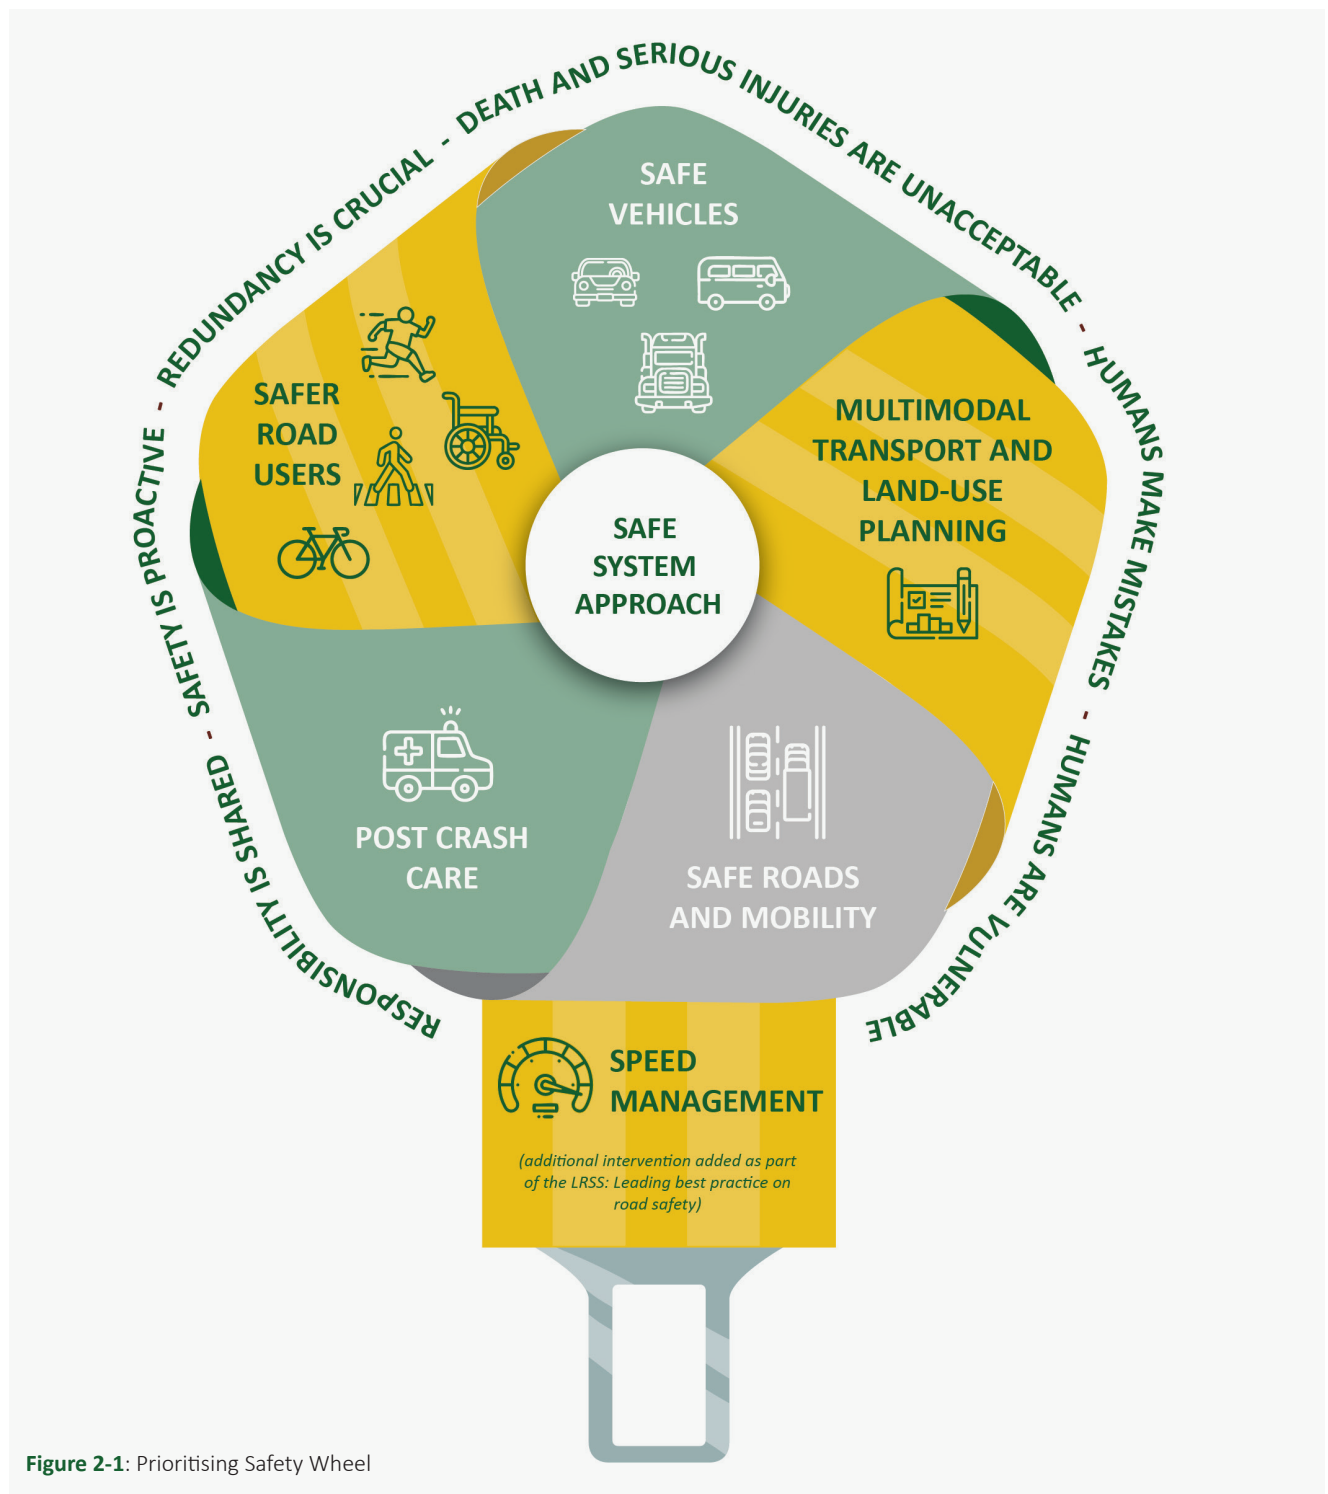 RESPONSIBILITY IS SHARED - SAFETY IS PROACTIVE - REDUNDANCY IS CRUCIAL - DEATH AND SERIOUS INJURIES ARE UNACCEPTABLE - HUMANS MAKE MISTAKES - HUMANS ARE VULNERABLE
SAFE
VEHICLES
SAFER
ROAD
USERS
MULTIMODAL
TRANSPORT AND
LAND-USE
PLANNING
SAFE
SYSTEM
APPROACH
POST CRASH
CARE
SAFE ROADS
AND MOBILITY
SPEED
MANAGEMENT
(additional intervention added as part
of the LRSS: Leading best practice on
road safety)
Figure 2-1: Prioritising Safety Wheel